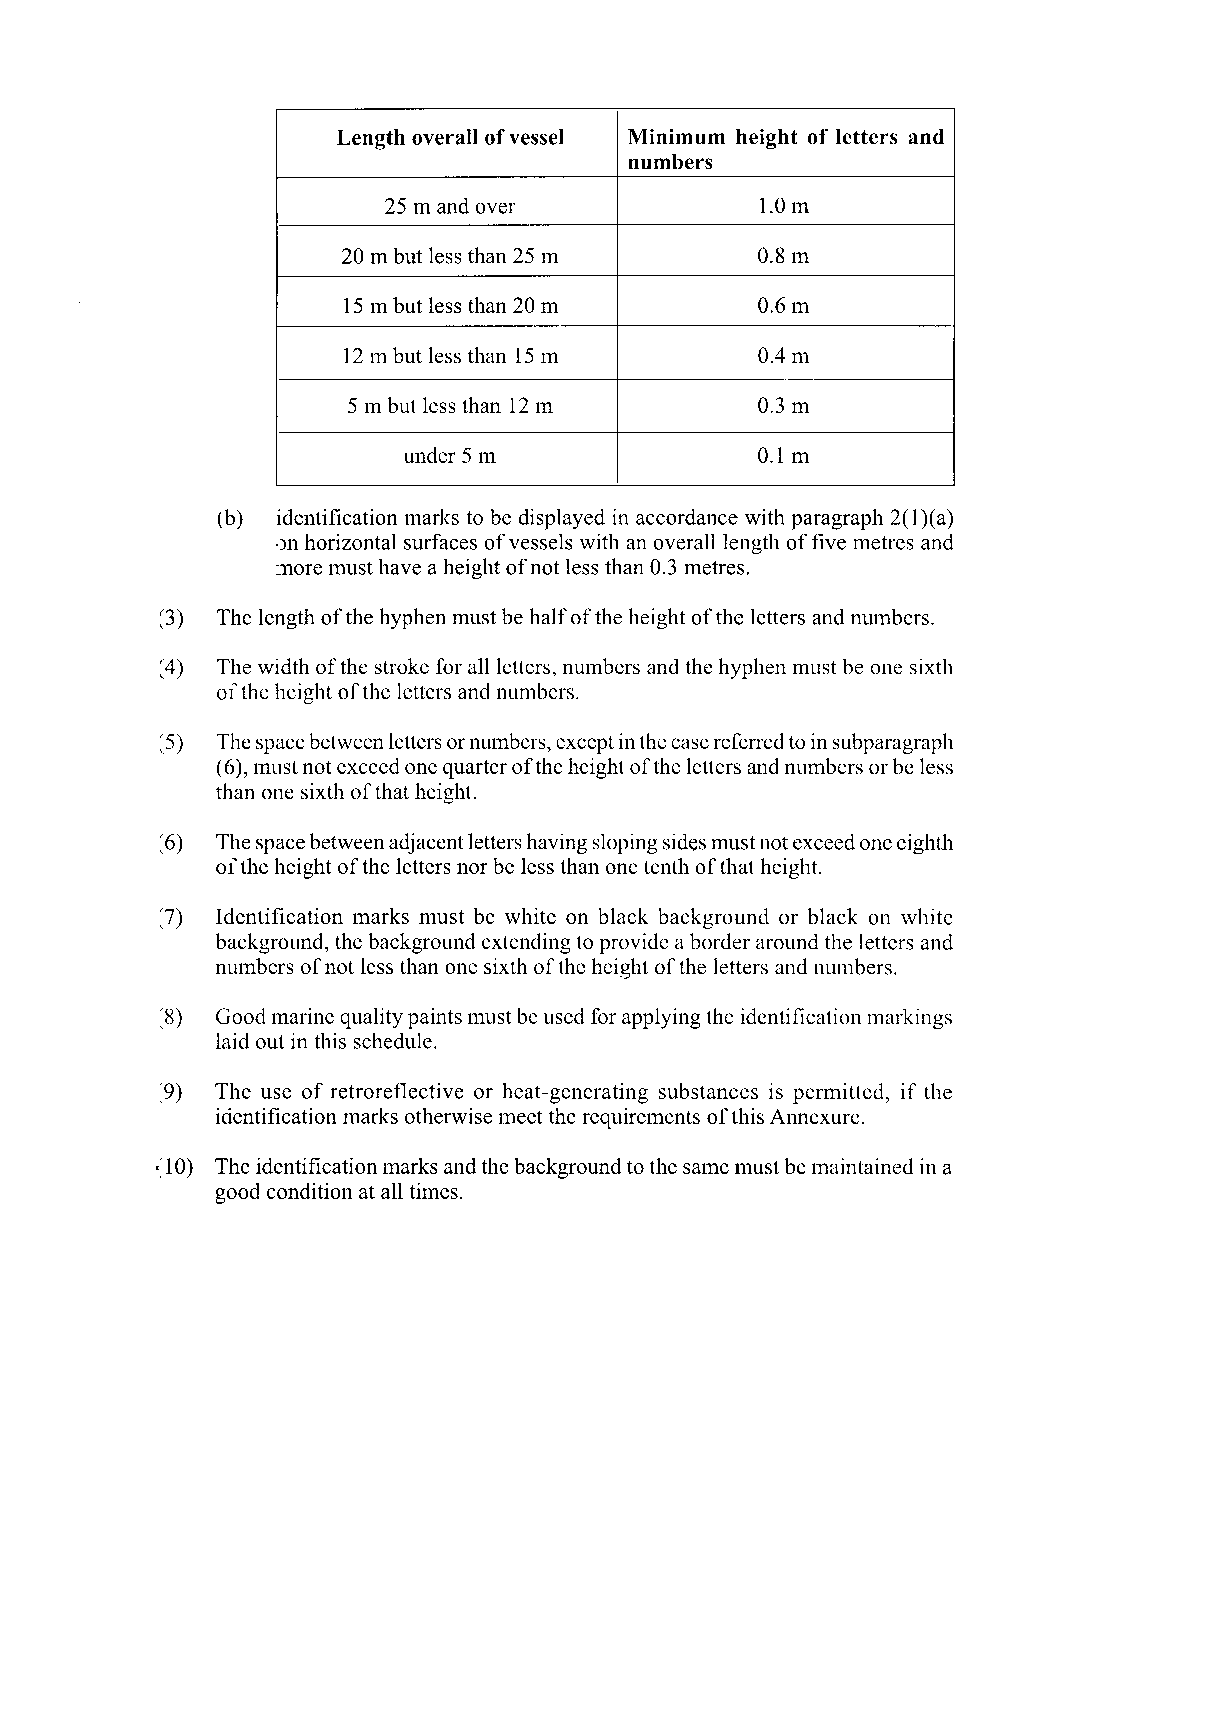 Length overall of vessel Minimum height of letters and
numbers
25 m and over 1.0 m
20 m but less than 25 m 0.8 m
15 m but less than 20 m 0.6 m
12 m but less than 15 m 0.4 m
5 m but less than 12 m 0.3 m
under 5 m 0.1 m
(b) identification marks to be displayed in accordance with paragraph 2(1)(a)
on horizontal surfaces of vessels with an overall length of five metres and
more must have a height of not less than 0.3 metres.
(3) The length of the hyphen must be half of the height of the letters and numbers.
(4) The width of the stroke for all letters, numbers and the hyphen must be one sixth
of the height of the letters and numbers.
(5) The space between letters or numbers, except in the case referred to in subparagraph
(6), must not exceed one quarter of the height of the letters and numbers or be less
than one sixth of that height.
(6) The space between adjacent letters having sloping sides must not exceed one eighth
of the height of the letters nor be less than one tenth of that height.
(7) Identification marks must be white on black background or black on white
background, the background extending to provide a border around the letters and
numbers of not less than one sixth of the height of the letters and numbers.
(8) Good marine quality paints must be used for applying the identification markings
laid out in this schedule.
(9) The use of retroreflective or heat-generating substances is permitted, if the
identification marks otherwise meet the requirements of this Annexure.
(10) The identification marks and the background to the same must be maintained in a
good condition at all times.